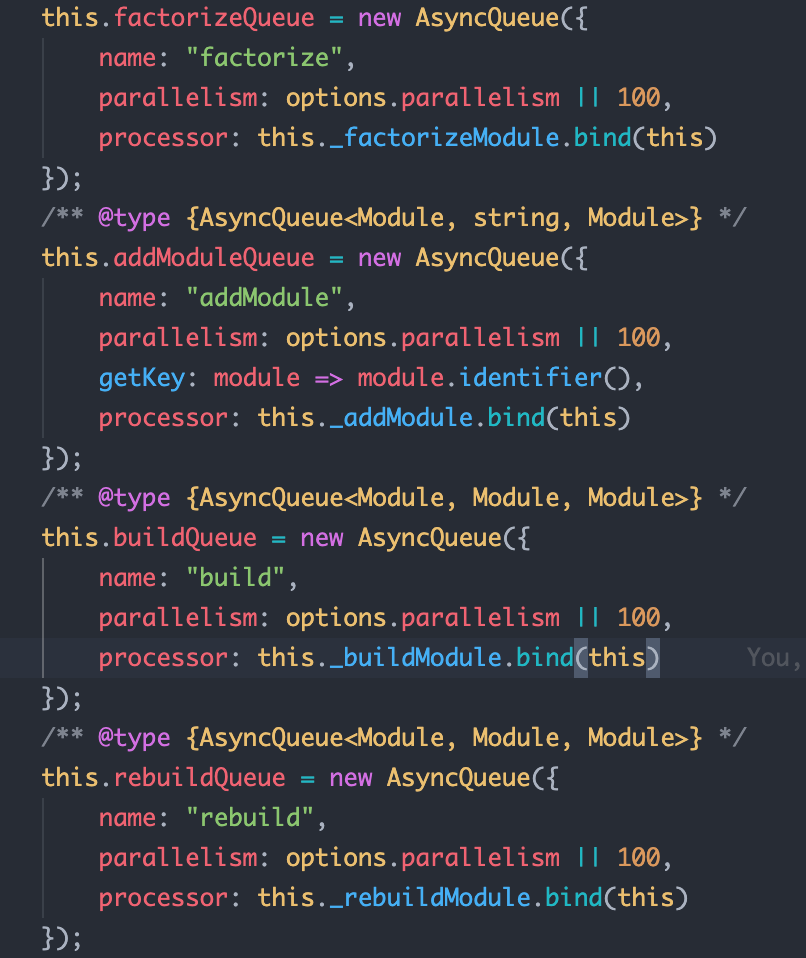 this.factorizeQueue = new AsyncQueue({
    name: "factorize",
    parallelism: options.parallelism || 100,
    processor: this._factorizeModule.bind(this)
});
/** @type {AsyncQueue<Module, string, Module>} */
this.addModuleQueue = new AsyncQueue({
    name: "addModule",
    parallelism: options.parallelism || 100,
    getKey: module => module.identifier(),
    processor: this._addModule.bind(this)
});
/** @type {AsyncQueue<Module, Module, Module>} */
this.buildQueue = new AsyncQueue({
    name: "build",
    parallelism: options.parallelism || 100,
    processor: this._buildModule.bind(this) You,
});
/** @type {AsyncQueue<Module, Module, Module>} */
this.rebuildQueue = new AsyncQueue({
    name: "rebuild",
    parallelism: options.parallelism || 100,
    processor: this._rebuildModule.bind(this)
});